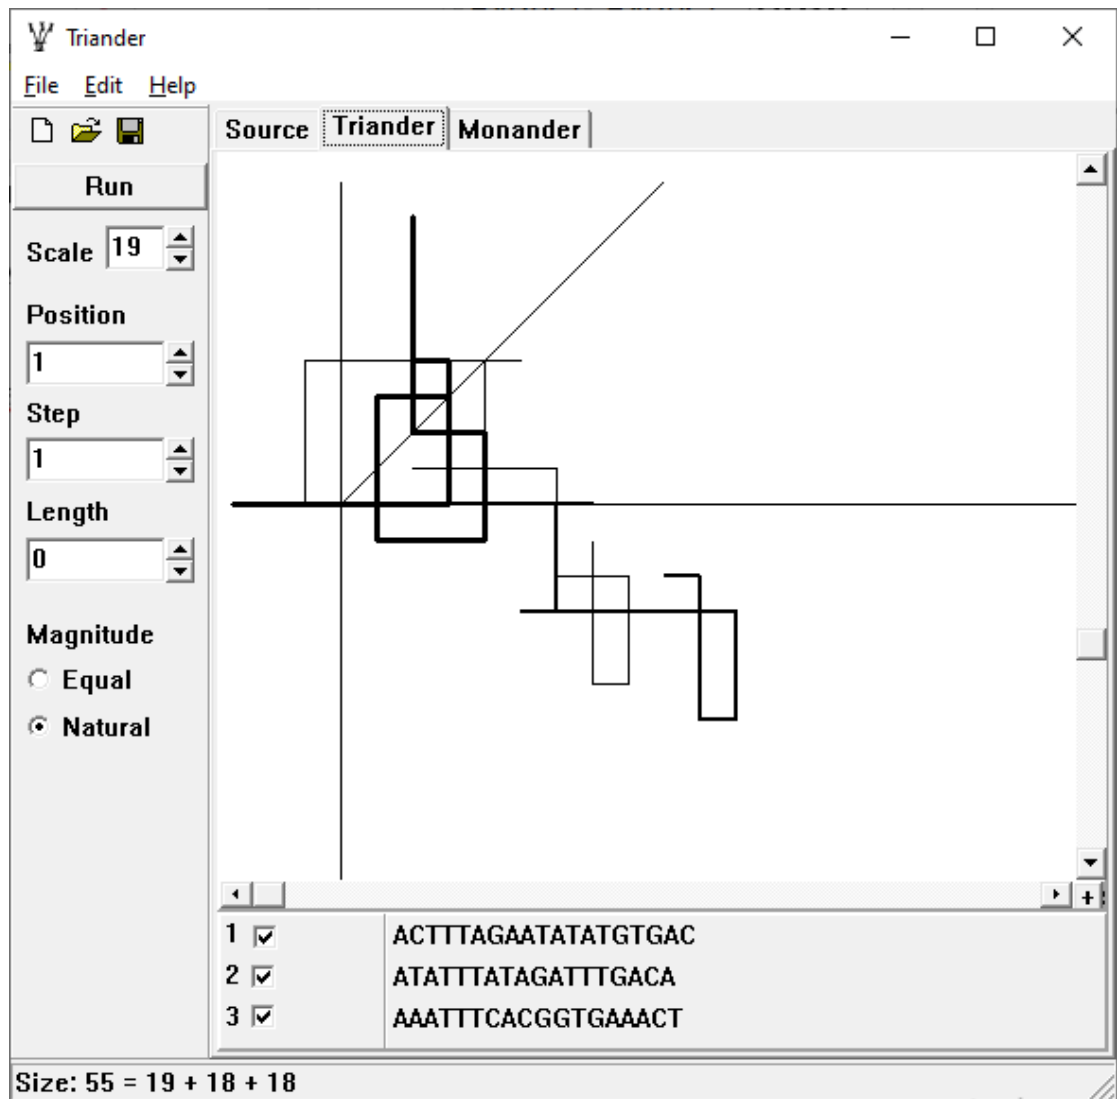 Triander
File Edit Help
Source Triander Monander
Run
Scale 19
Position
1
Step
1
Length
0
Magnitude
Equal
Natural
1 ACTTTAGAATATATGTGAC
2 ATATTTATAGATTTGACA
3 AAATTTCACGGTGAAACT
Size: 55 = 19 + 18 + 18